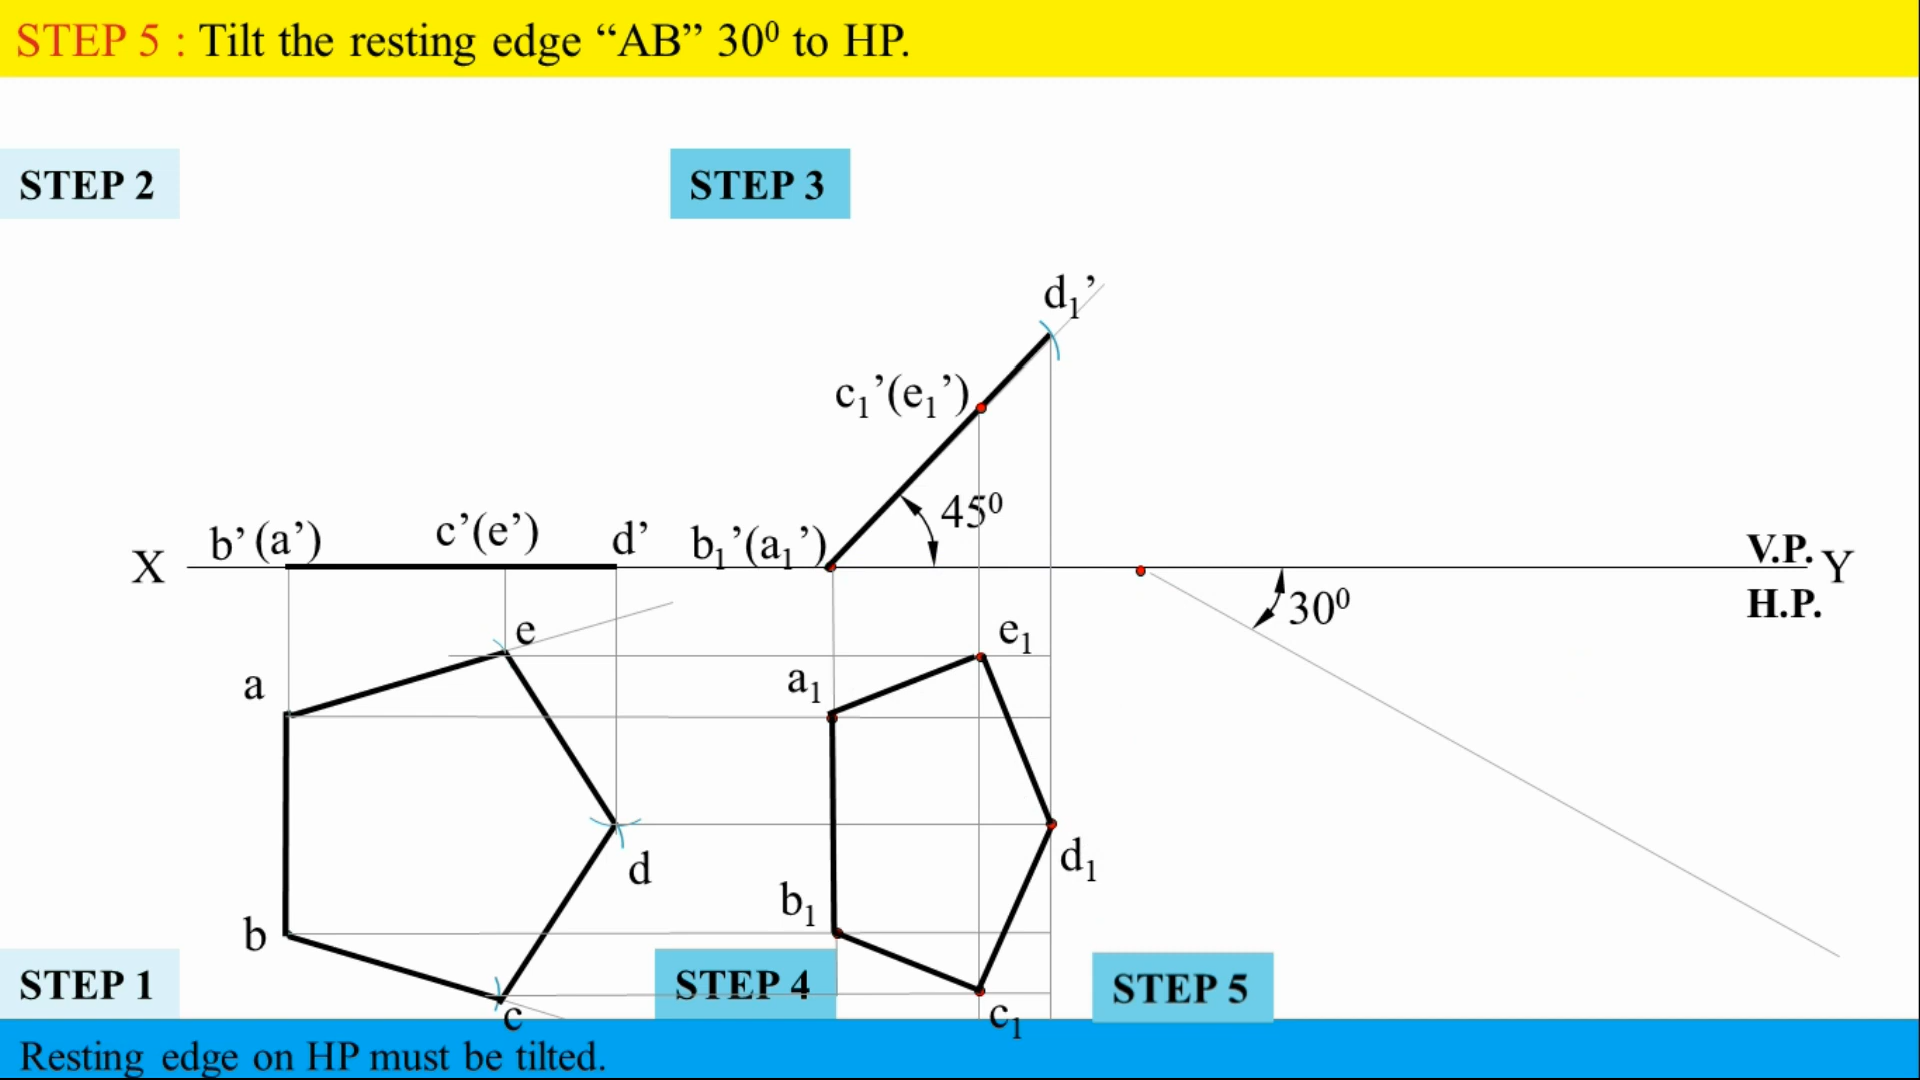 STEP 5 : Tilt the resting edge “AB” 30⁰ to HP.
STEP 2
STEP 3
d₁’
c₁’(e₁’)
45⁰
X
b’(a’)
c’(e’)
d’
b₁’(a₁’)
V.P.
Y
H.P.
30⁰
e
e₁
a
a₁
d
d₁
b
b₁
STEP 1
STEP 4
STEP 5
c
c₁
Resting edge on HP must be tilted.